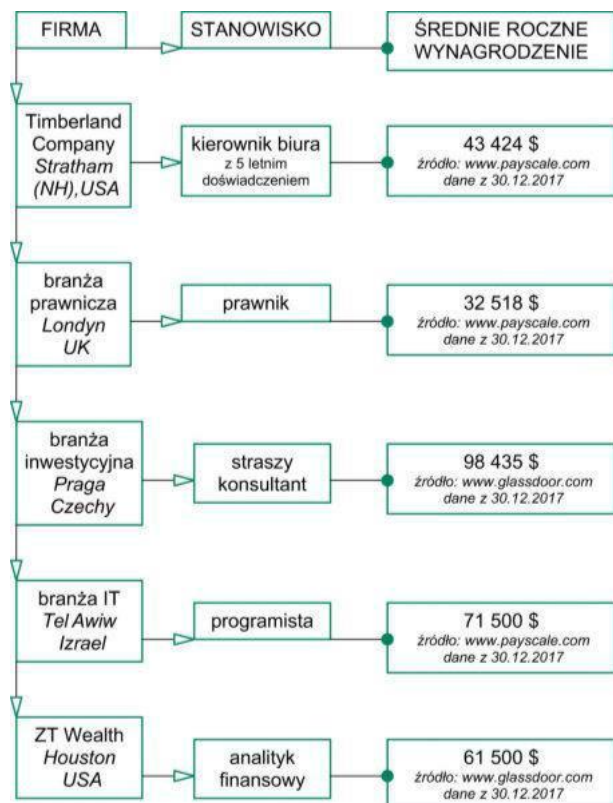 FIRMA
STANOWISKO
ŚREDNIE ROCZNE
WYNAGRODZENIE
Timberland
Company
Stratham
(NH),USA
kierownik biura
z 5 letnim
doświadczeniem
43 424 $
źródło: www.payscale.com
dane z 30.12.2017
branża
prawnicza
Londyn
UK
prawnik
32 518 $
źródło: www.payscale.com
dane z 30.12.2017
branża
inwestycyjna
Praga
Czechy
straszy
konsultant
98 435 $
źródło: www.glassdoor.com
dane z 30.12.2017
branża IT
Tel Awiw
Izrael
programista
71 500 $
źródło: www.payscale.com
dane z 30.12.2017
ZT Wealth
Houston
USA
analityk
finansowy
61 500 $
źródło: www.glassdoor.com
dane z 30.12.2017